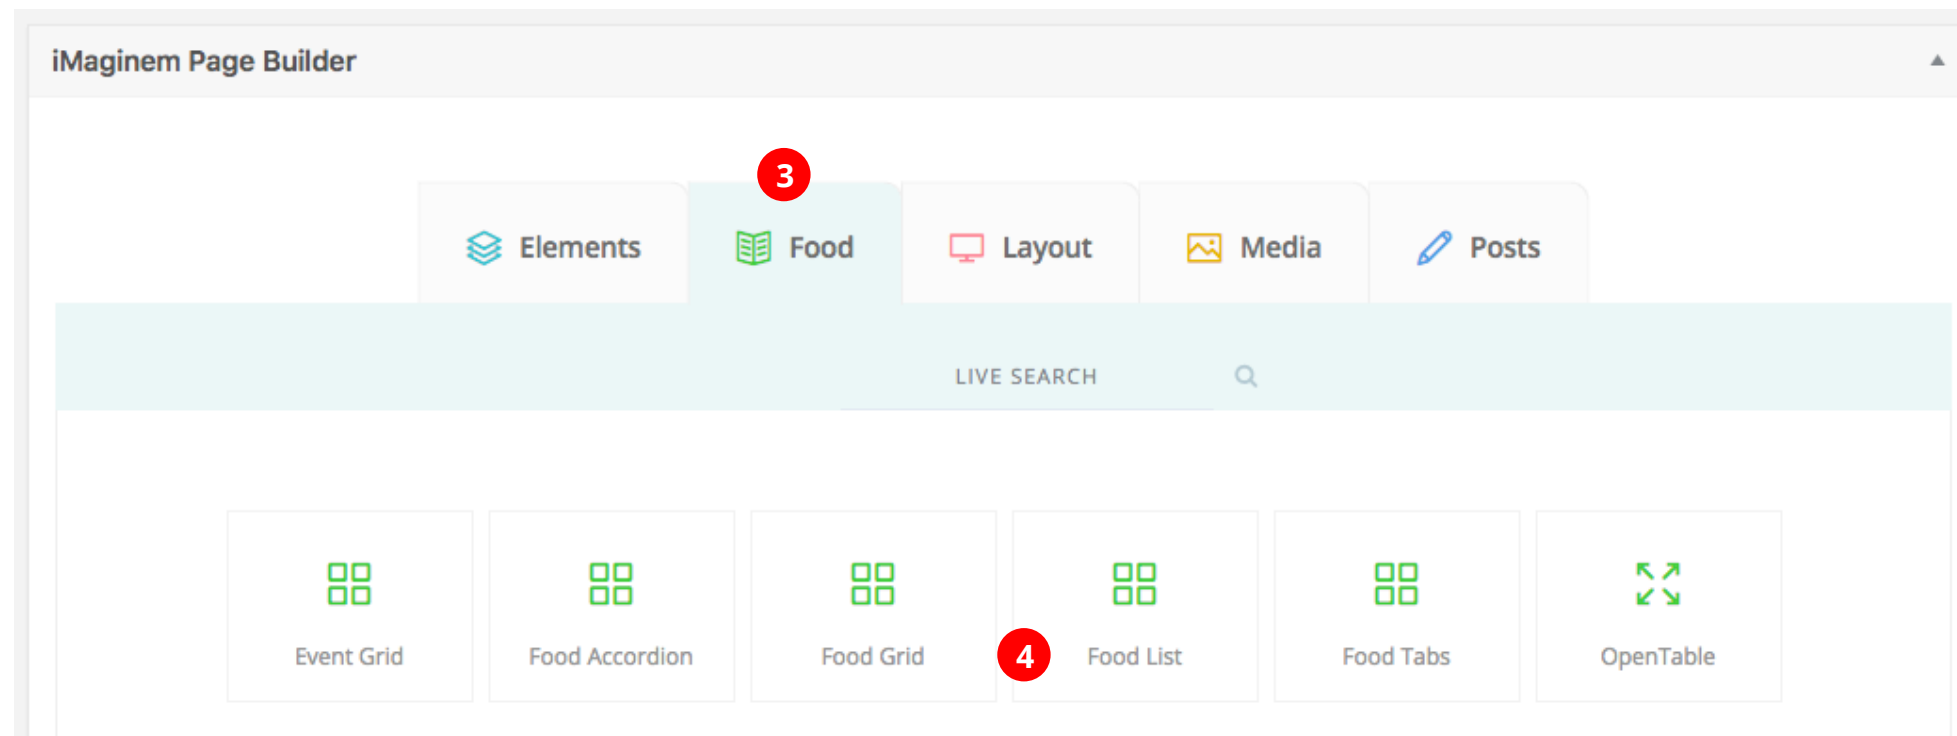 iMaginem Page Builder
3
Elements Food Layout Media Posts
LIVE SEARCH
Event Grid Food Accordion Food Grid 4 Food List Food Tabs OpenTable